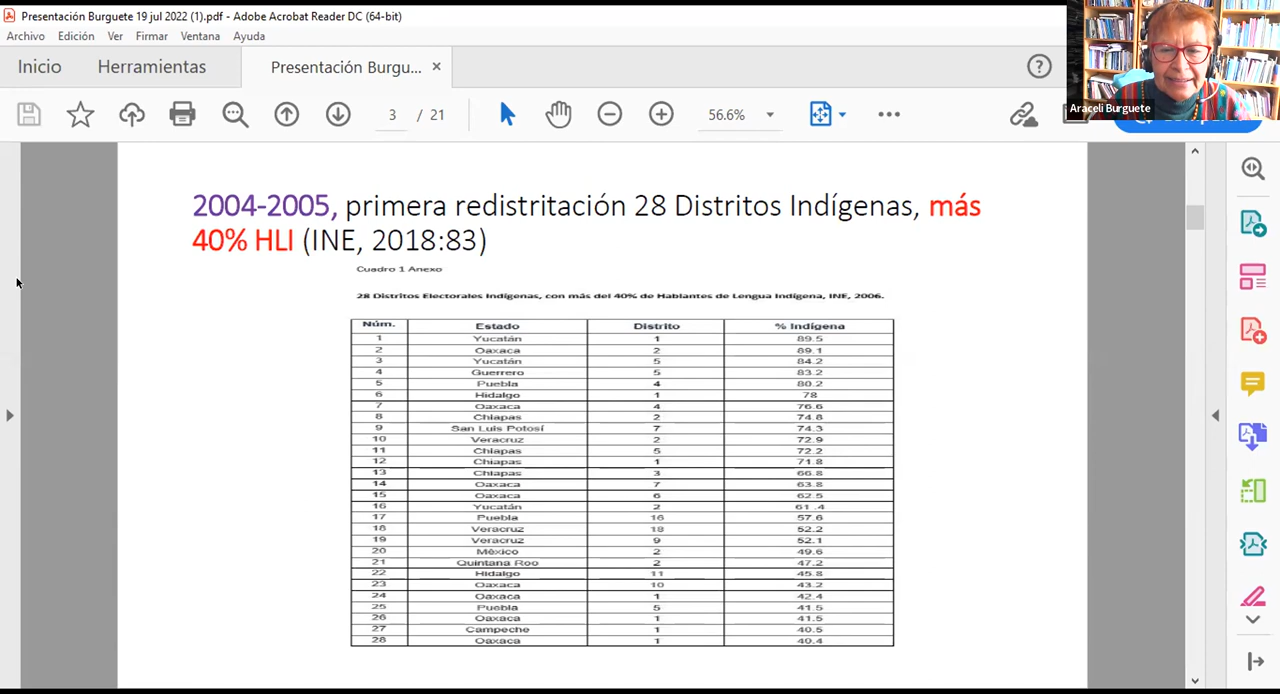 Presentación Burguete 19 jul 2022 (1).pdf - Adobe Acrobat Reader DC (64-bit)
Archivo Edición Ver Firmar Ventana Ayuda
Inicio Herramientas Presentación Burgu... ×
3 / 21 56.6%
Araceli Burguete
2004-2005, primera redistritación 28 Distritos Indígenas, más
40% HLI (INE, 2018:83)
Cuadro 1 Anexo
28 Distritos Electorales Indígenas, con más del 40% de Hablantes de Lengua Indígena, INE, 2006.
Núm. Estado Distrito % Indígena
1 Yucatán 1 89.5
2 Oaxaca 2 89.1
3 Yucatán 5 84.2
4 Guerrero 5 83.2
5 Puebla 4 80.2
6 Hidalgo 1 78
7 Oaxaca 4 76.6
8 Chiapas 2 74.8
9 San Luis Potosí 7 74.3
10 Veracruz 2 72.9
11 Chiapas 5 72.2
12 Chiapas 1 71.8
13 Chiapas 3 66.8
14 Oaxaca 7 63.8
15 Oaxaca 6 62.5
16 Yucatán 2 61 .4
17 Puebla 16 57.6
18 Veracruz 18 52.2
19 Veracruz 9 52.1
20 México 2 49.6
21 Quintana Roo 2 47.2
22 Hidalgo 11 45.8
23 Oaxaca 10 43.2
24 Oaxaca 1 42.4
25 Puebla 5 41.5
26 Oaxaca 1 41.5
27 Campeche 1 40.5
28 Oaxaca 1 40.4